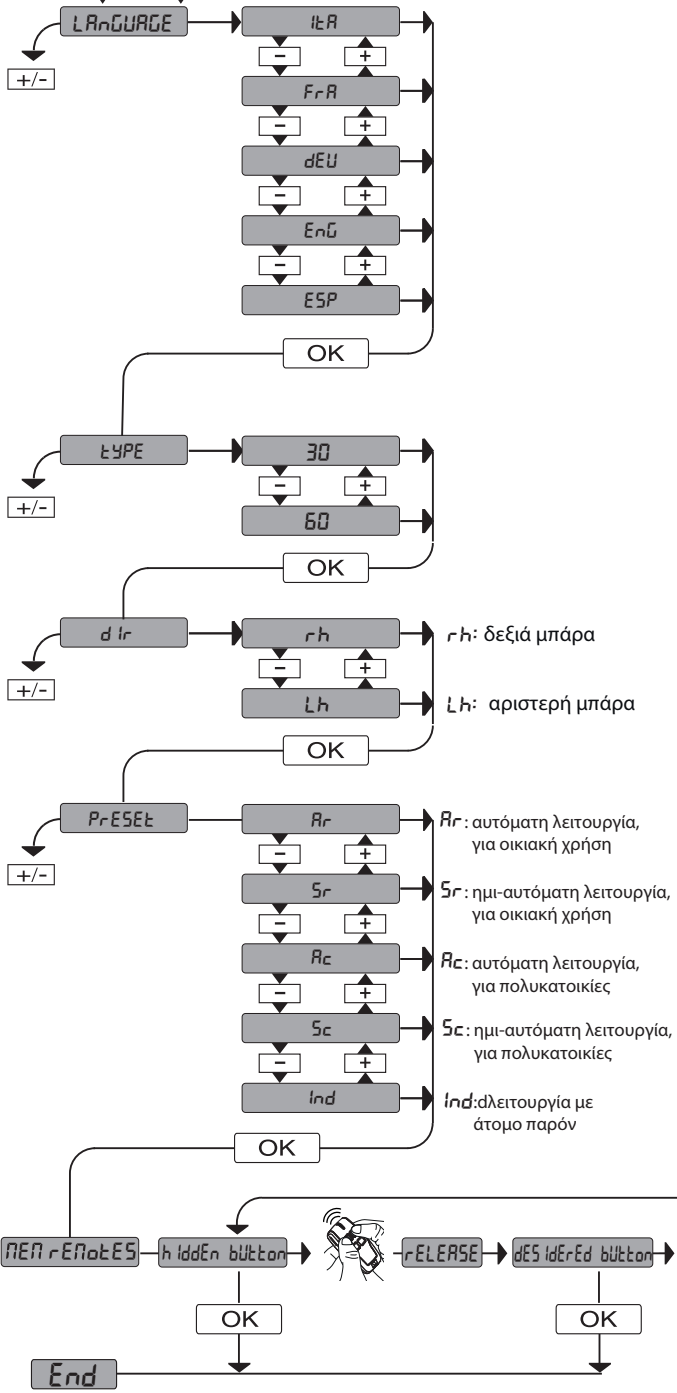 LAnGUAGE
ItA
+/-
-
+
FrA
-
+
dEU
-
+
EnG
-
+
ESP
OK
tYPE
30
+/-
-
+
60
OK
dIr
rh
rh: δεξιά μπάρα
+/-
-
+
Lh
Lh: αριστερή μπάρα
OK
PrESEt
Ar
Ar: αυτόματη λειτουργία,
για οικιακή χρήση
+/-
-
+
Sr
Sr: ημι-αυτόματη λειτουργία,
για οικιακή χρήση
-
+
Ac
Ac: αυτόματη λειτουργία,
για πολυκατοικίες
-
+
Sc
Sc: ημι-αυτόματη λειτουργία,
για πολυκατοικίες
-
+
Ind
Ind:dλειτουργία με
άτομο παρόν
OK
MEM rEMotES
hIddEn bUtton
rELEASE
dESIdErEd bUtton
OK
OK
End